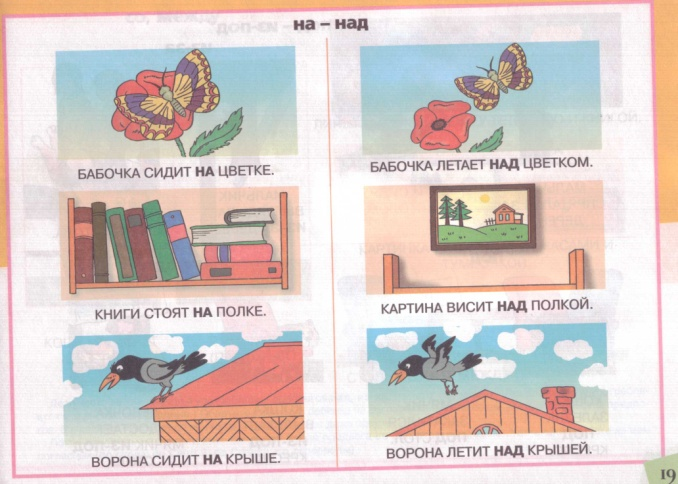 на – над
БАБОЧКА СИДИТ НА ЦВЕТКЕ.
БАБОЧКА ЛЕТАЕТ НАД ЦВЕТКОМ.
КНИГИ СТОЯТ НА ПОЛКЕ.
КАРТИНА ВИСИТ НАД ПОЛКОЙ.
ВОРОНА СИДИТ НА КРЫШЕ.
ВОРОНА ЛЕТИТ НАД КРЫШЕЙ.
19